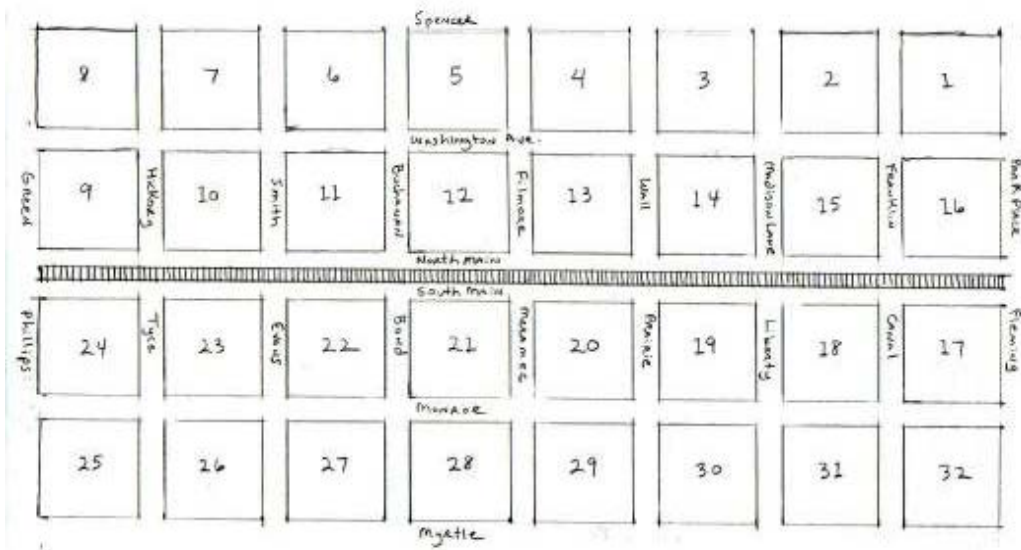 Spencer
8 7 6 5 4 3 2 1
Washington Ave.
9 10 11 12 13 14 15 16
Hickory Smith Buchanan Filmore Wall Madison Lane Franklin Park Place
North Main
South Main
Phillips Tyce Evans Bond Meramec Prairie Liberty Canal Fleming
24 23 22 21 20 19 18 17
Monroe
25 26 27 28 29 30 31 32
Myrtle